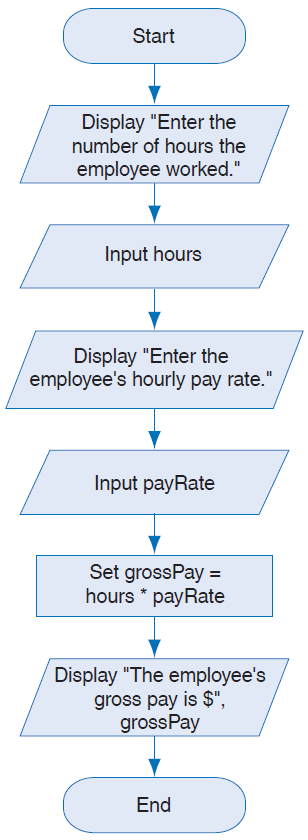 Start
Display "Enter the
number of hours the
employee worked."
Input hours
Display "Enter the
employee's hourly pay rate."
Input payRate
Set grossPay =
hours * payRate
Display "The employee's
gross pay is $",
grossPay
End